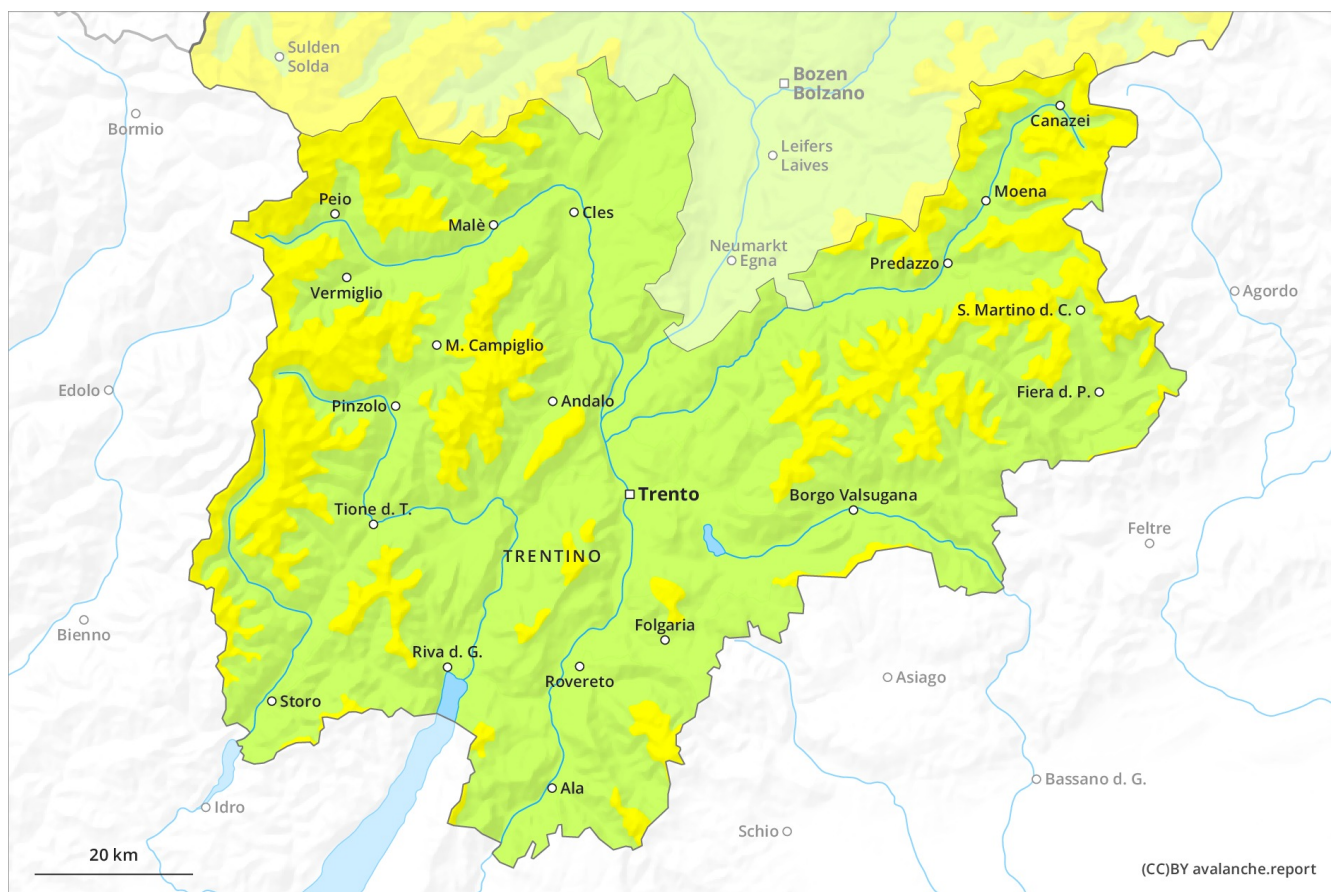 Sulden
Solda
Bozen
Bolzano
Canazei
Bormio
Leifers
Laives
Moena
Peio
Malè
Cles
Neumarkt
Egna
Predazzo
Vermiglio
Agordo
S. Martino d. C.
M. Campiglio
Edolo
Andalo
Fiera d. P.
Pinzolo
Trento
Borgo Valsugana
Tione d. T.
Feltre
TRENTINO
Bienno
Folgaria
Riva d. G.
Asiago
Rovereto
Storo
Bassano d. G.
Ala
Idro
Schio
20 km
(CC)BY avalanche.report